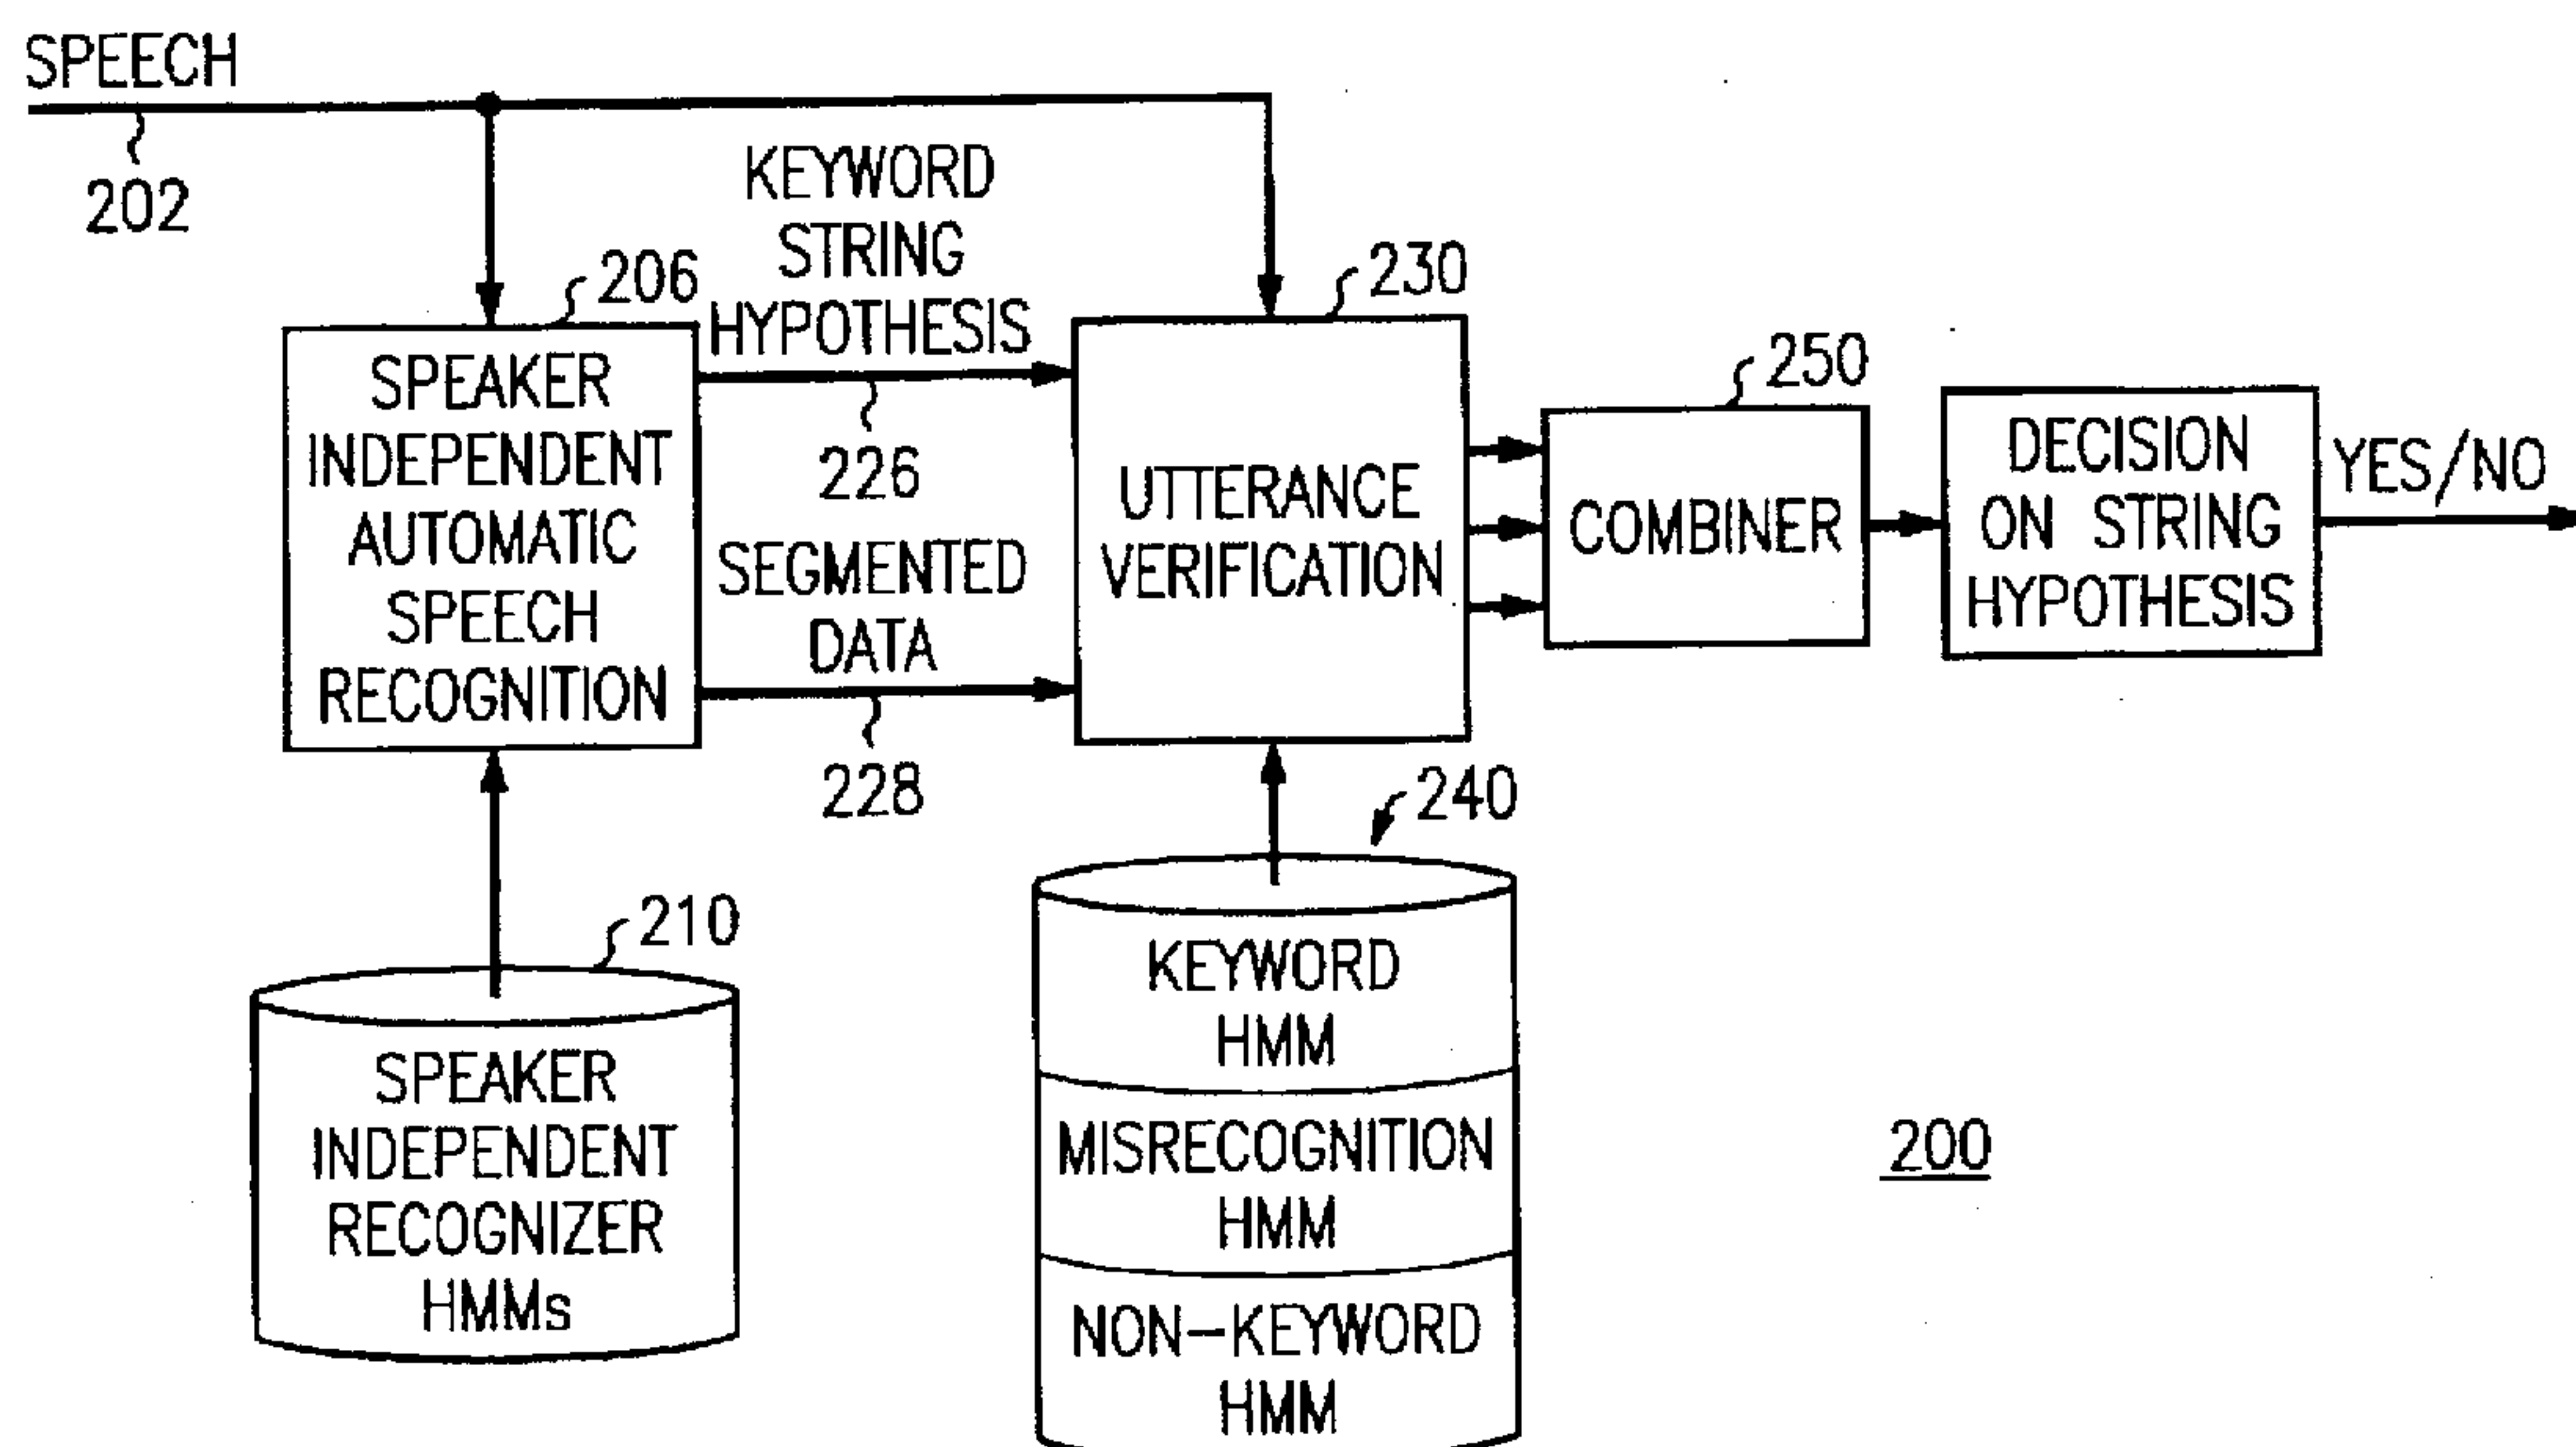 SPEECH
202
KEYWORD
STRING
HYPOTHESIS
206
230
250
SPEAKER
INDEPENDENT
AUTOMATIC
SPEECH
RECOGNITION
226
SEGMENTED
DATA
228
UTTERANCE
VERIFICATION
COMBINER
DECISION
ON STRING
HYPOTHESIS
YES/NO
210
240
SPEAKER
INDEPENDENT
RECOGNIZER
HMMs
KEYWORD
HMM
MISRECOGNITION
HMM
NON-KEYWORD
HMM
200